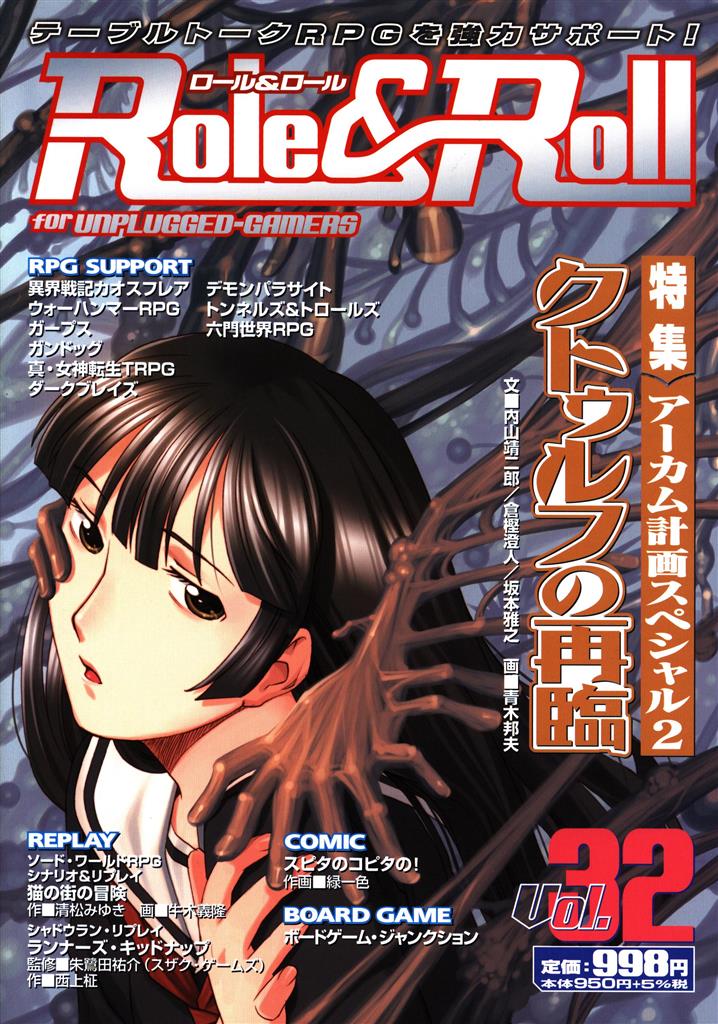 テーブルトークRPGを強力サポート!
ロール&ロール
Role&Roll
for UNPLUGGED-GAMERS
RPG SUPPORT
異界戦記カオスフレア
ウォーハンマーRPG
ガープス
ガンドッグ
真・女神転生TRPG
ダークブレイズ
デモンパラサイト
トンネルズ&トロールズ
六門世界RPG
特集 アーカム計画スペシャル2
クトゥルフの再臨
文■内山靖二郎/倉樫澄人/坂本雅之 画■青木邦夫
REPLAY
ソード・ワールドRPG
シナリオ&リプレイ
猫の街の冒険
作■清松みゆき 画■牛木義隆
シャドウラン・リプレイ
ランナーズ・キッドナップ
監修■朱鷺田祐介(スザク・ゲームズ)
作■西上柾
COMIC
スピタのコピタの!
作画■緑一色
BOARD GAME
ボードゲーム・ジャンクション
Vol.32
定価:998円
本体950円+5%税